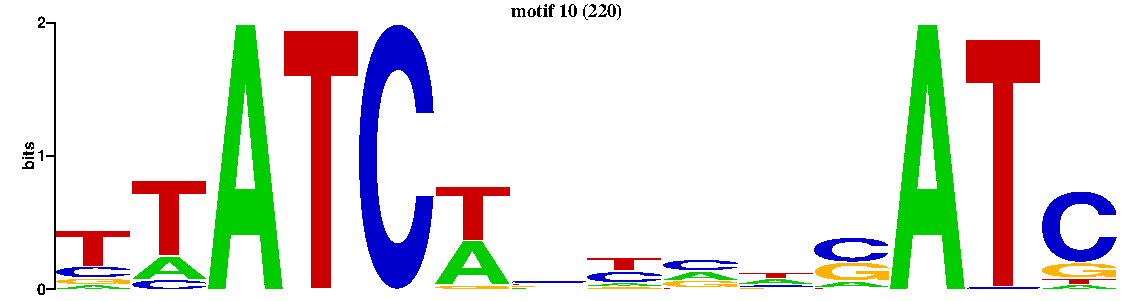 motif 10 (220)
2
1
0
bits
T T A T C T T C T C A T C
C A A C A T G G
G C G A A T
A A